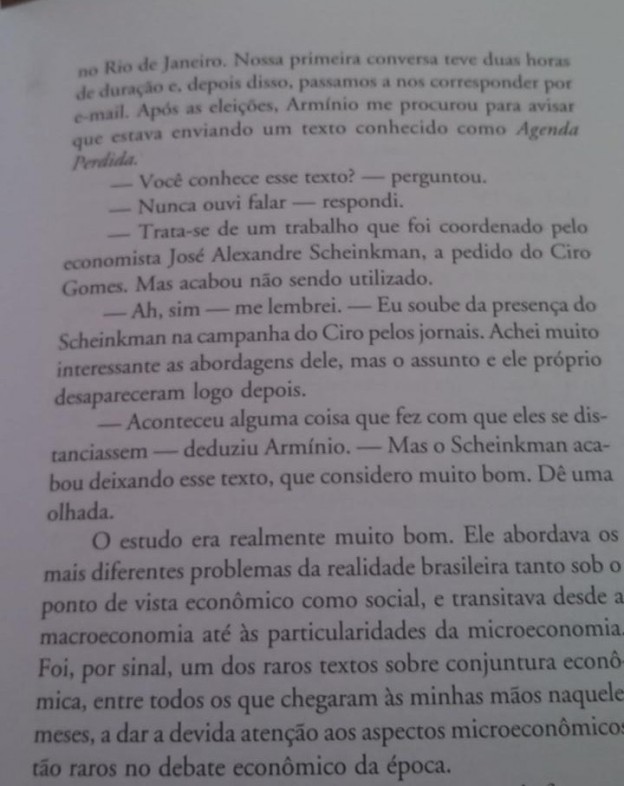 no Rio de Janeiro. Nossa primeira conversa teve duas horas
de duração e, depois disso, passamos a nos corresponder por
e-mail. Após as eleições, Armínio me procurou para avisar
que estava enviando um texto conhecido como Agenda
Perdida.
— Você conhece esse texto? — perguntou.
— Nunca ouvi falar — respondi.
— Trata-se de um trabalho que foi coordenado pelo
economista José Alexandre Scheinkman, a pedido do Ciro
Gomes. Mas acabou não sendo utilizado.
— Ah, sim — me lembrei. — Eu soube da presença do
Scheinkman na campanha do Ciro pelos jornais. Achei muito
interessante as abordagens dele, mas o assunto e ele próprio
desapareceram logo depois.
— Aconteceu alguma coisa que fez com que eles se dis-
tanciassem — deduziu Armínio. — Mas o Scheinkman aca-
bou deixando esse texto, que considero muito bom. Dê uma
olhada.
O estudo era realmente muito bom. Ele abordava os
mais diferentes problemas da realidade brasileira tanto sob o
ponto de vista econômico como social, e transitava desde a
macroeconomia até às particularidades da microeconomia.
Foi, por sinal, um dos raros textos sobre conjuntura econô-
mica, entre todos os que chegaram às minhas mãos naquele
meses, a dar a devida atenção aos aspectos microeconômicos
tão raros no debate econômico da época.